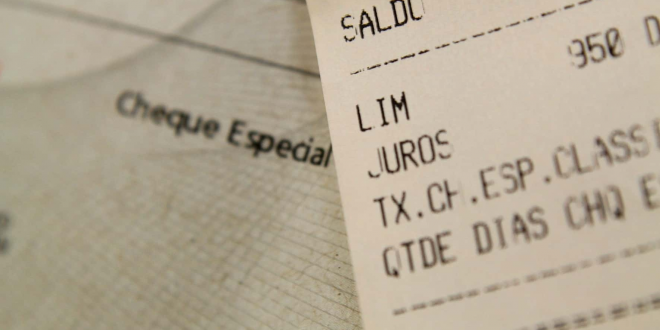 SALDO
950 D
LIM
JUROS
TX.CH.ESP.CLASS
QTDE DIAS CHQ E
Cheque Especial